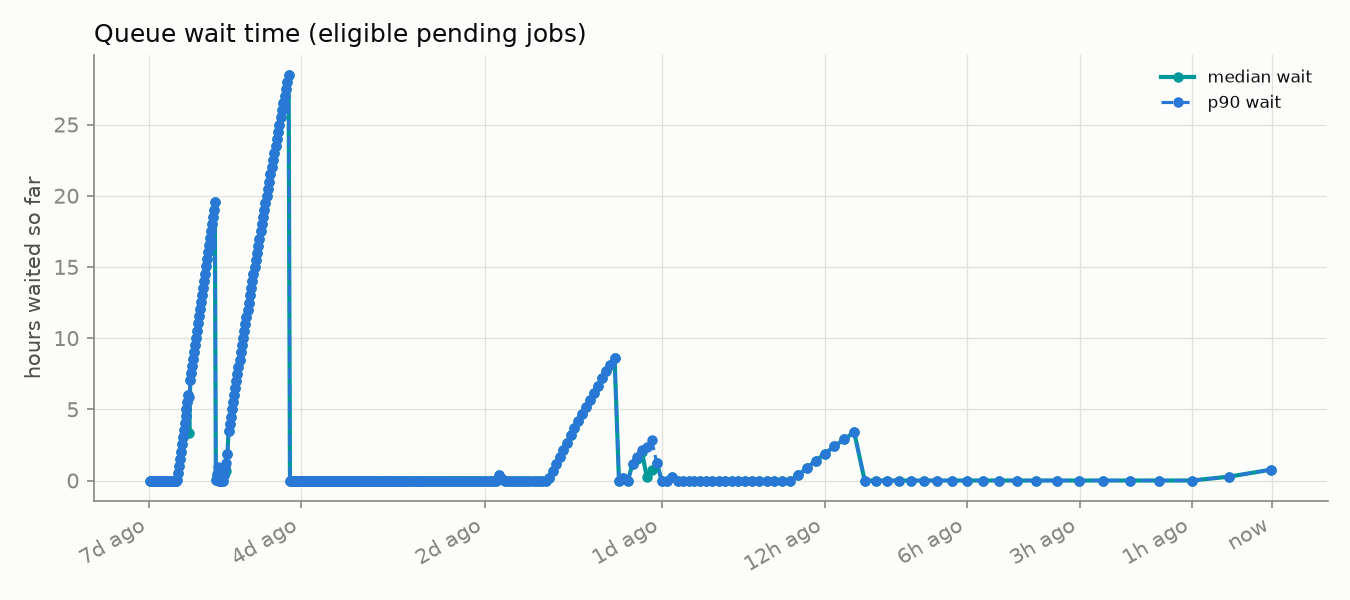 Queue wait time (eligible pending jobs)
median wait
p90 wait
hours waited so far
25
20
15
10
5
0
7d ago
4d ago
2d ago
1d ago
12h ago
6h ago
3h ago
1h ago
now